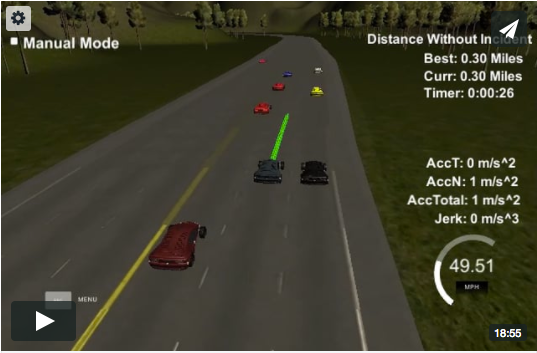 Manual Mode
Distance Without Incident
Best: 0.30 Miles
Curr: 0.30 Miles
Timer: 0:00:26
AccT: 0 m/s^2
AccN: 1 m/s^2
AccTotal: 1 m/s^2
Jerk: 0 m/s^3
49.51
MPH
MENU
18:55